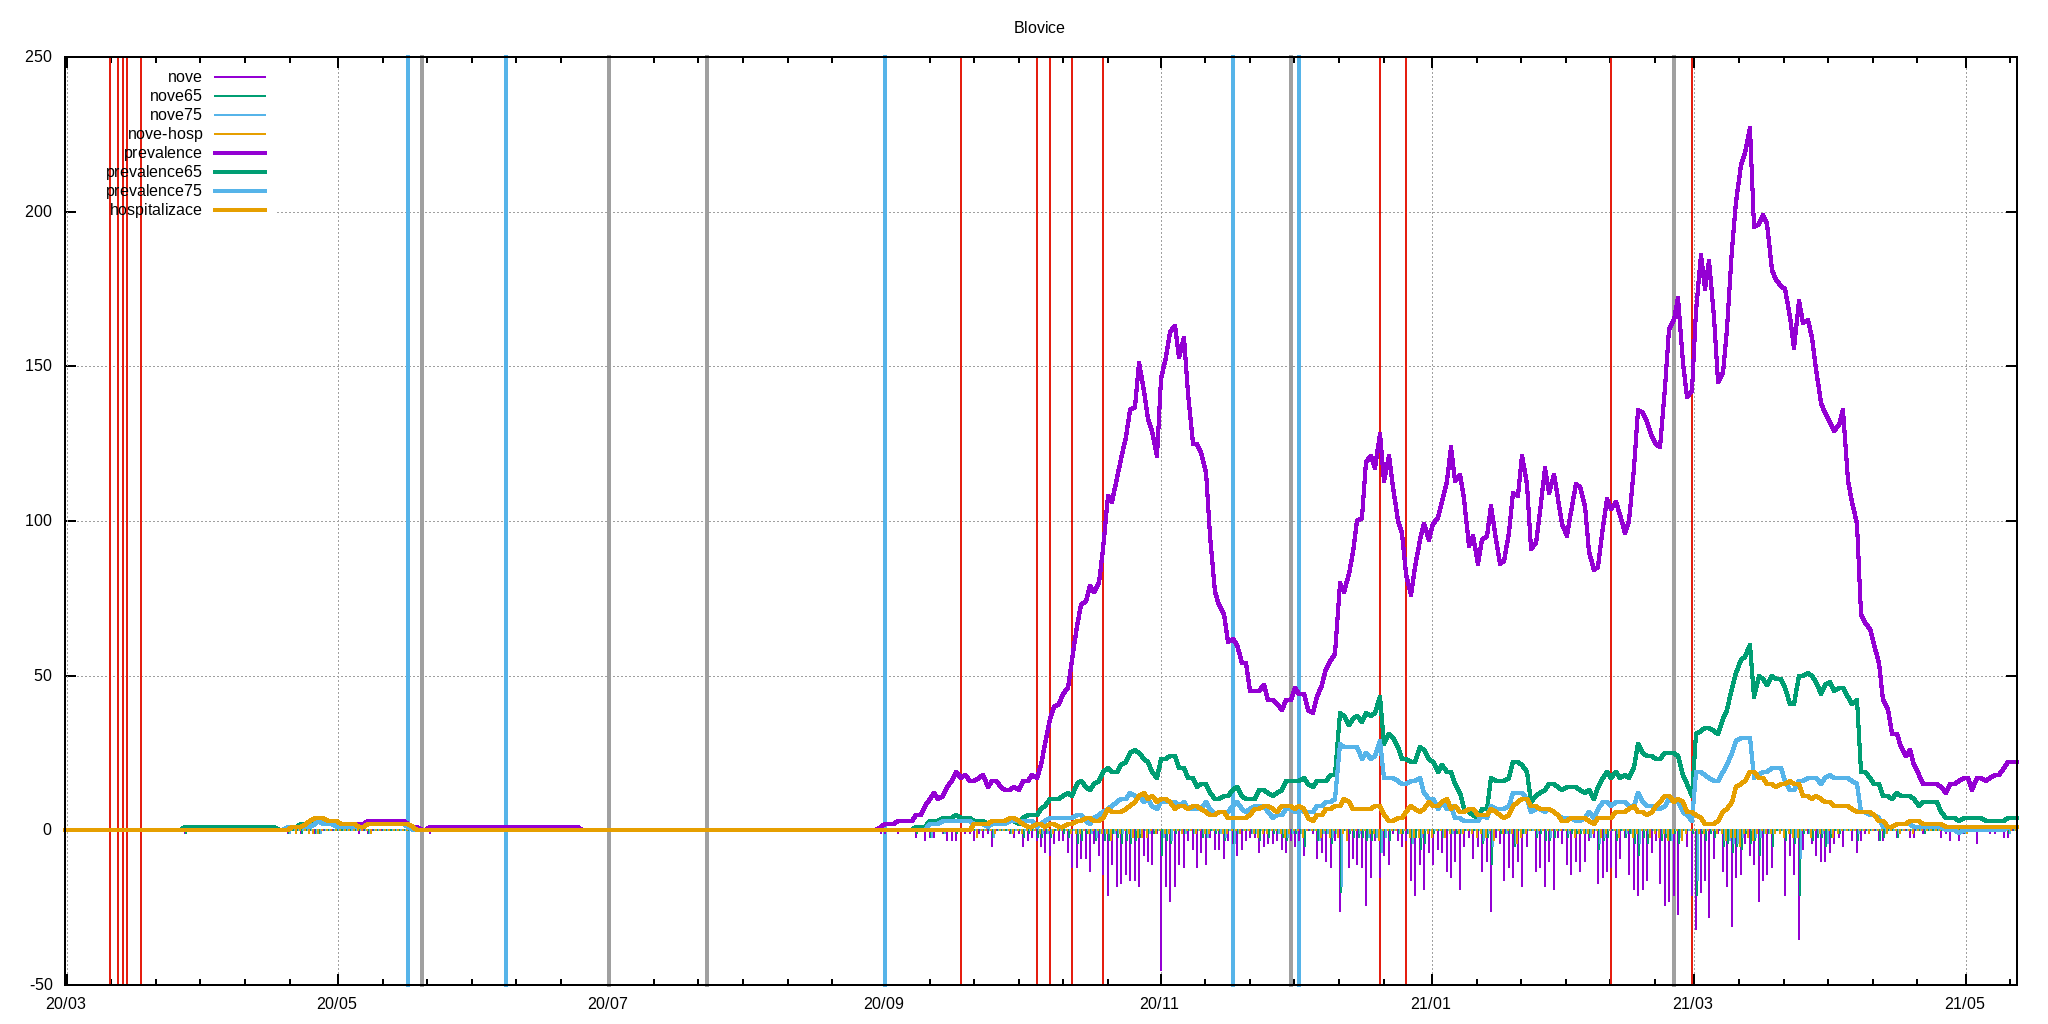 Blovice
250
200
150
100
50
0
-50
nove
nove65
nove75
nove-hosp
prevalence
prevalence65
prevalence75
hospitalizace
20/03
20/05
20/07
20/09
20/11
21/01
21/03
21/05